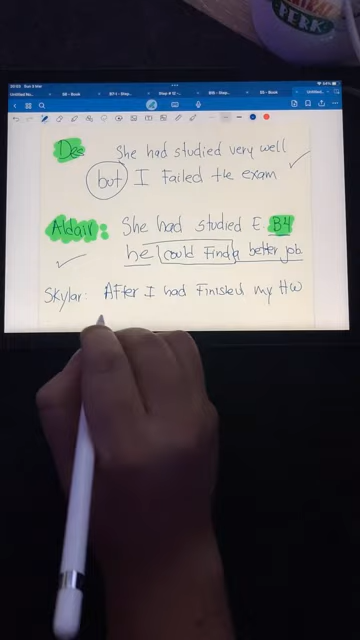 Dee She had studied very well
but I Failed the exam
Aldair: She had studied E. B4
he could Find a better job
Skylar: After I had Finished my HW